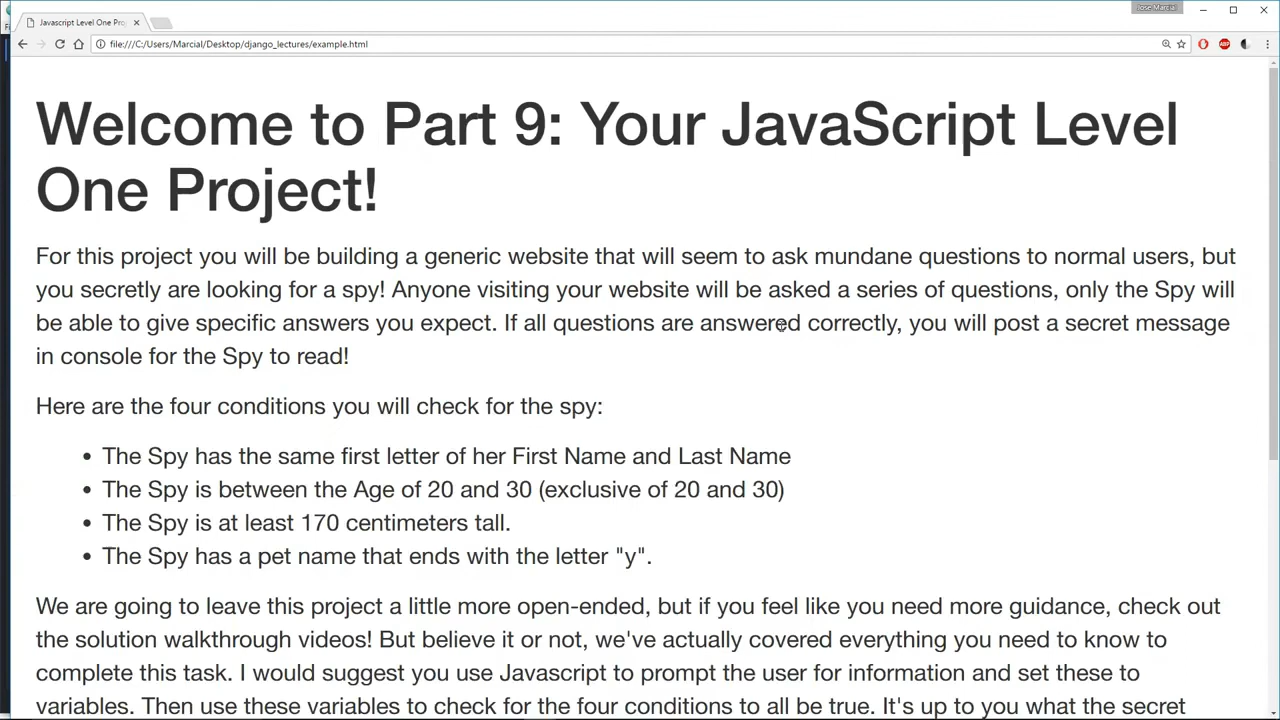 Jose Marcial
Javascript Level One Pro
file:///C:/Users/Marcial/Desktop/django_lectures/example.html
Welcome to Part 9: Your JavaScript Level
One Project!
For this project you will be building a generic website that will seem to ask mundane questions to normal users, but
you secretly are looking for a spy! Anyone visiting your website will be asked a series of questions, only the Spy will
be able to give specific answers you expect. If all questions are answered correctly, you will post a secret message
in console for the Spy to read!
Here are the four conditions you will check for the spy:
• The Spy has the same first letter of her First Name and Last Name
• The Spy is between the Age of 20 and 30 (exclusive of 20 and 30)
• The Spy is at least 170 centimeters tall.
• The Spy has a pet name that ends with the letter "y".
We are going to leave this project a little more open-ended, but if you feel like you need more guidance, check out
the solution walkthrough videos! But believe it or not, we've actually covered everything you need to know to
complete this task. I would suggest you use Javascript to prompt the user for information and set these to
variables. Then use these variables to check for the four conditions to all be true. It's up to you what the secret